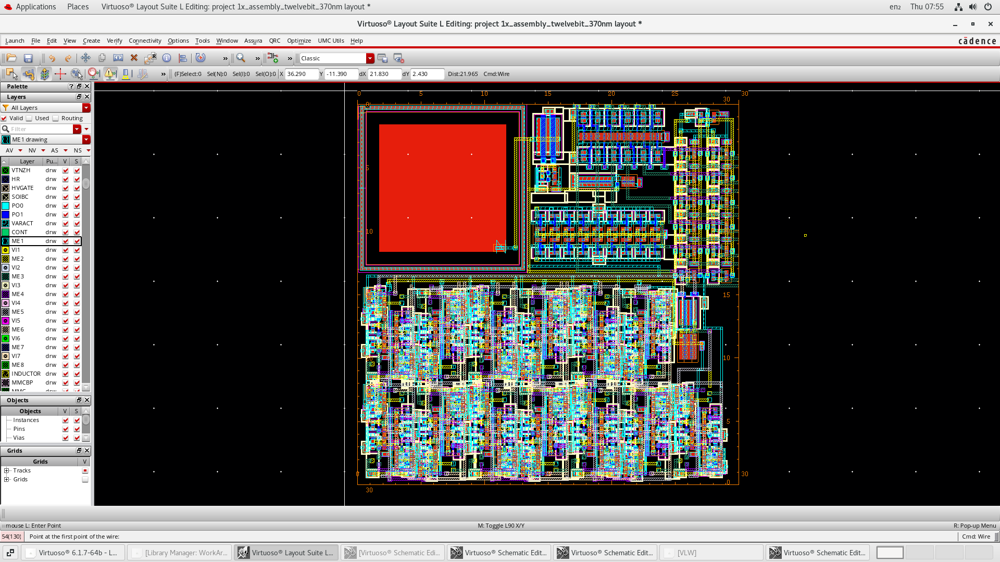 Applications Places Virtuoso® Layout Suite L Editing: project 1x_assembly_twelvebit_370nm layout * en₂ Thu 07:55
Virtuoso® Layout Suite L Editing: project 1x_assembly_twelvebit_370nm layout *
Launch File Edit View Create Verify Connectivity Options Tools Window Assura QRC Optimize UMC Utils Help cādence
» » » Classic
» (F)Select:0 Sel(N):0 Sel(I):0 Sel(O):0 X 36.290 Y -11.390 dX 21.830 dY 2.430 Dist:21.965 Cmd:Wire
Palette
Layers
All Layers
Valid Used Routing
Filter
ME1 drawing
AV NV AS NS
Layer Pu... V S
VTNZH drw
HR drw
HVGATE drw
SOIBC drw
PO0 drw
PO1 drw
VARACT drw
CONT drw
ME1 drw
VI1 drw
ME2 drw
VI2 drw
ME3 drw
VI3 drw
ME4 drw
VI4 drw
ME5 drw
VI5 drw
ME6 drw
VI6 drw
ME7 drw
VI7 drw
ME8 drw
INDUCTOR drw
MMCBP drw
Objects
Objects V S
Instances
Pins
Vias
Grids
Grids V
Tracks
Grids
0 5 10 15 20 25 30
30
5
10
15
10
5
0 30
0
30
mouse L: Enter Point M: Toggle L90 X/Y R: Pop-up Menu
54(130) Point at the first point of the wire: Cmd: Wire
Virtuoso® 6.1.7-64b - L... [Library Manager: WorkAr... Virtuoso® Layout Suite L... [Virtuoso® Schematic Edi... Virtuoso® Schematic Edit... Virtuoso® Schematic Edit... [VLW] Virtuoso® Schematic Edit...